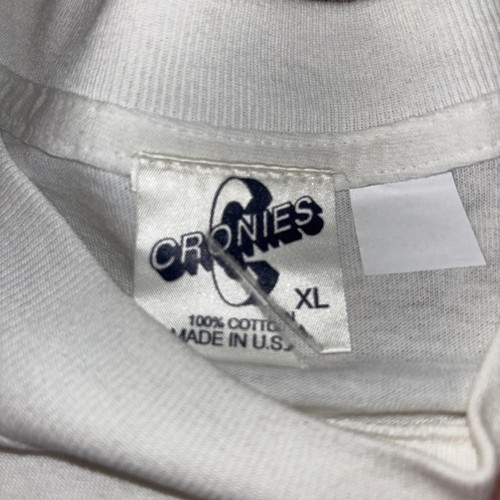 C
CRONIES
XL
100% COTTON
MADE IN U.S.A